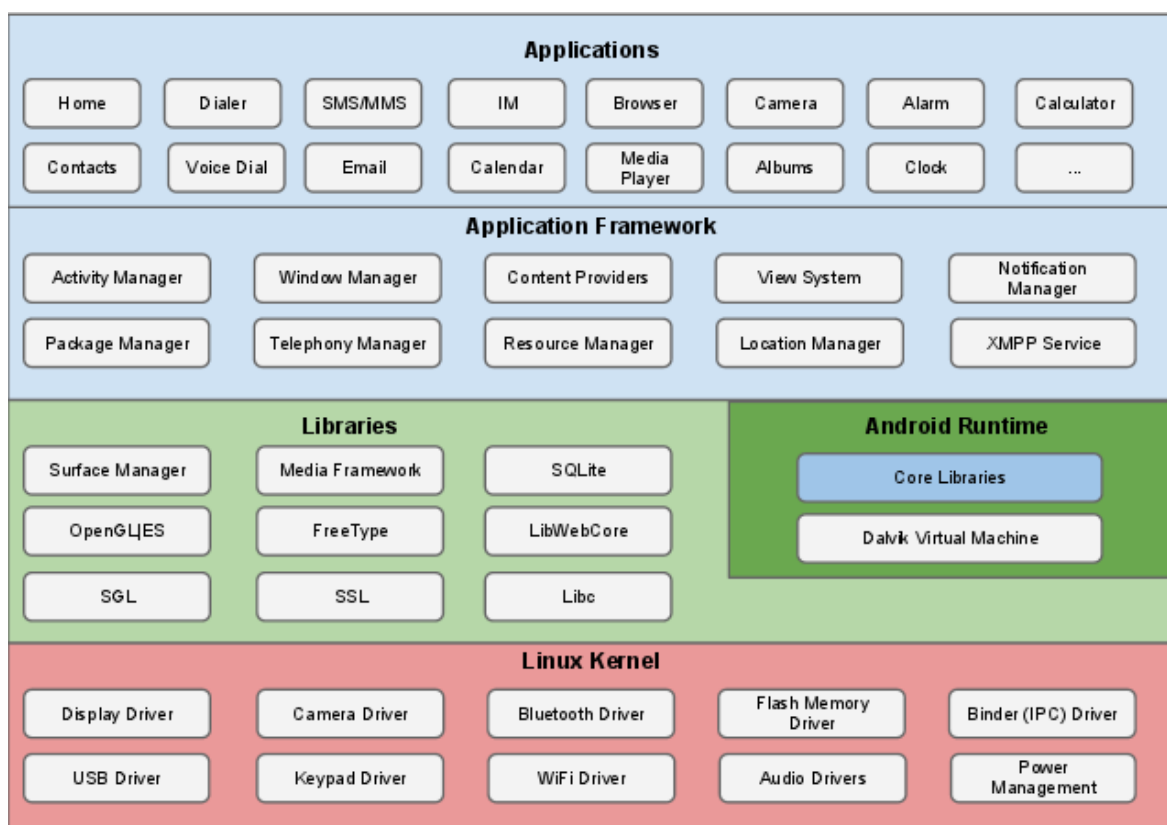 Applications
Home
Dialer
SMS/MMS
IM
Browser
Camera
Alarm
Calculator
Contacts
Voice Dial
Email
Calendar
Media
Player
Albums
Clock
...
Application Framework
Activity Manager
Window Manager
Content Providers
View System
Notification
Manager
Package Manager
Telephony Manager
Resource Manager
Location Manager
XMPP Service
Libraries
Surface Manager
Media Framework
SQLite
OpenGL|ES
FreeType
LibWebCore
SGL
SSL
Libc
Android Runtime
Core Libraries
Dalvik Virtual Machine
Linux Kernel
Display Driver
Camera Driver
Bluetooth Driver
Flash Memory
Driver
Binder (IPC) Driver
USB Driver
Keypad Driver
WiFi Driver
Audio Drivers
Power
Management